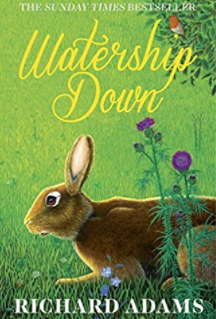 THE SUNDAY TIMES BESTSELLER
Watership
Down
RICHARD ADAMS